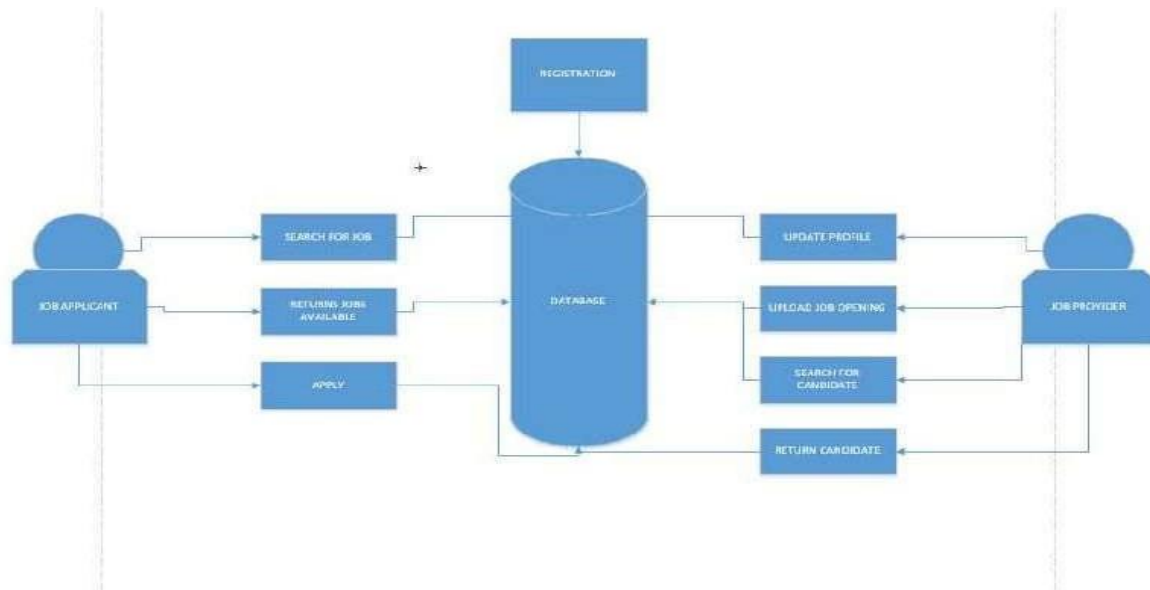 REGISTRATION
SEARCH FOR JOB
UPDATE PROFILE
JOB APPLICANT
RETURNS JOBS
AVAILABLE
DATABASE
UPLOAD JOB OPENING
JOB PROVIDER
APPLY
SEARCH FOR
CANDIDATE
RETURN CANDIDATE